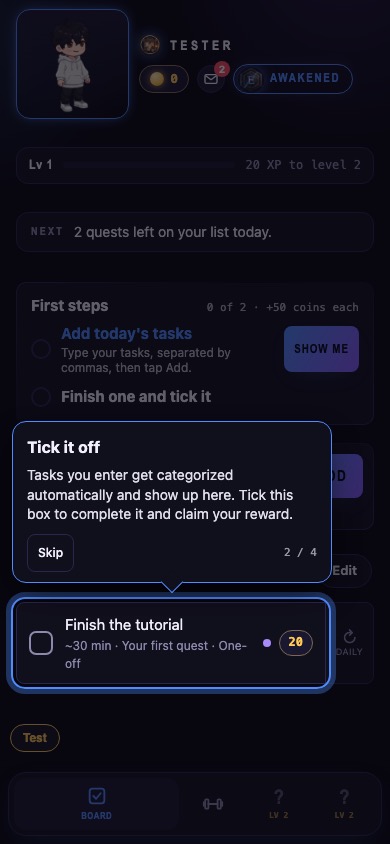 TESTER
0
2
E AWAKENED
Lv 1
20 XP to level 2
NEXT 2 quests left on your list today.
First steps
0 of 2 · +50 coins each
Add today's tasks
Type your tasks, separated by
commas, then tap Add.
SHOW ME
Finish one and tick it
Tick it off
Tasks you enter get categorized
automatically and show up here. Tick this
box to complete it and claim your reward.
Skip
2 / 4
Edit
Finish the tutorial
~30 min · Your first quest · One-
off
20
DAILY
Test
BOARD
?
LV 2
?
LV 2